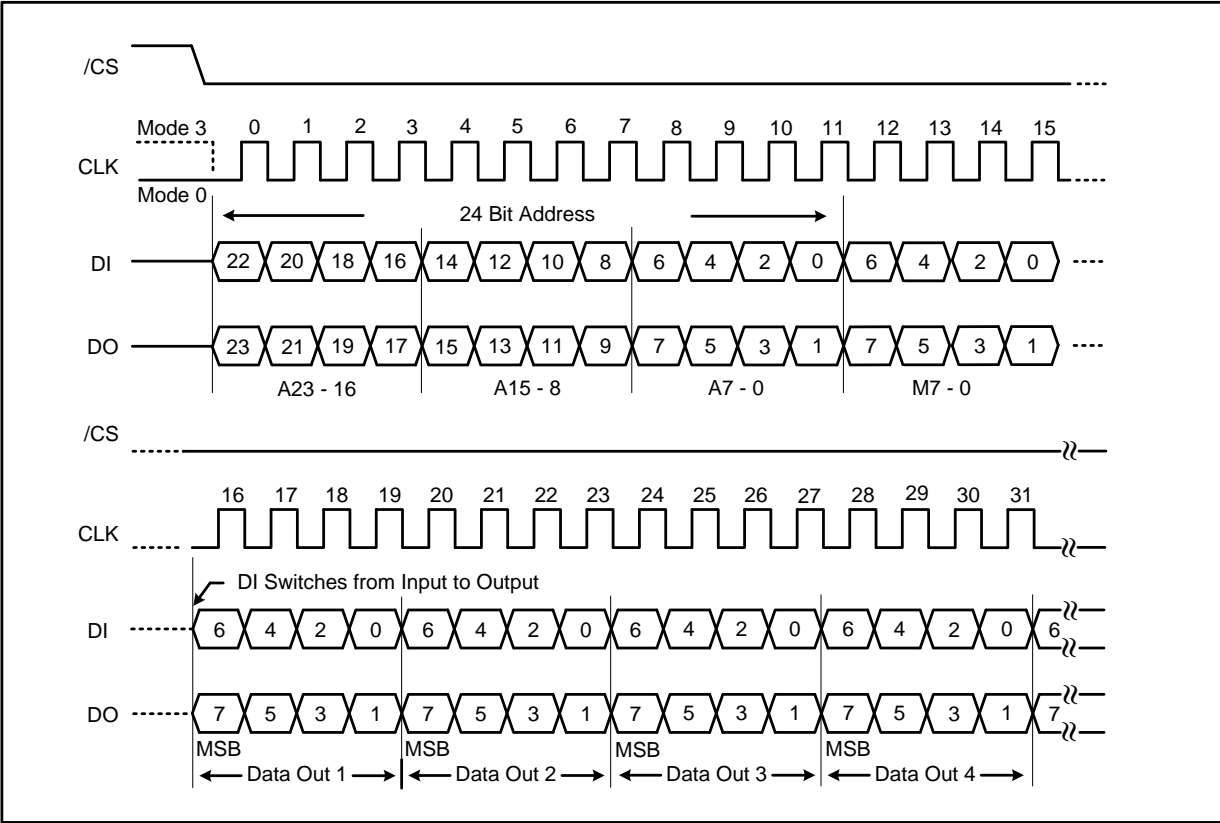 /CS
Mode 3 0 1 2 3 4 5 6 7 8 9 10 11 12 13 14 15
CLK
Mode 0
24 Bit Address
DI 22 20 18 16 14 12 10 8 6 4 2 0 6 4 2 0
DO 23 21 19 17 15 13 11 9 7 5 3 1 7 5 3 1
A23 - 16 A15 - 8 A7 - 0 M7 - 0
/CS
16 17 18 19 20 21 22 23 24 25 26 27 28 29 30 31
CLK
DI Switches from Input to Output
DI 6 4 2 0 6 4 2 0 6 4 2 0 6 4 2 0 6
DO 7 5 3 1 7 5 3 1 7 5 3 1 7 5 3 1 7
MSB MSB MSB MSB
Data Out 1 Data Out 2 Data Out 3 Data Out 4